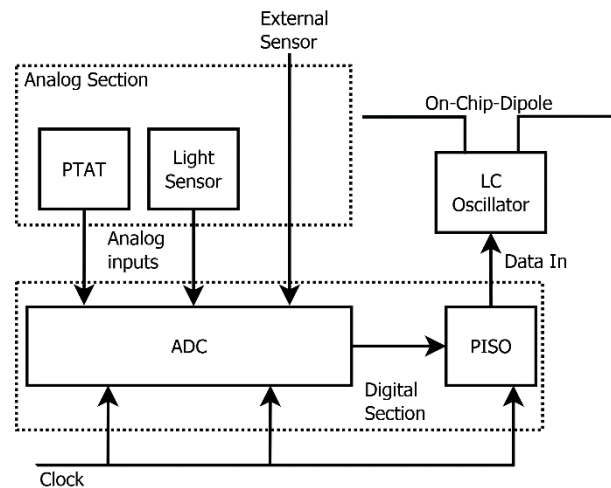 External
Sensor
Analog Section
On-Chip-Dipole
PTAT
Light
Sensor
LC
Oscillator
Analog
inputs
Data In
ADC
PISO
Digital
Section
Clock